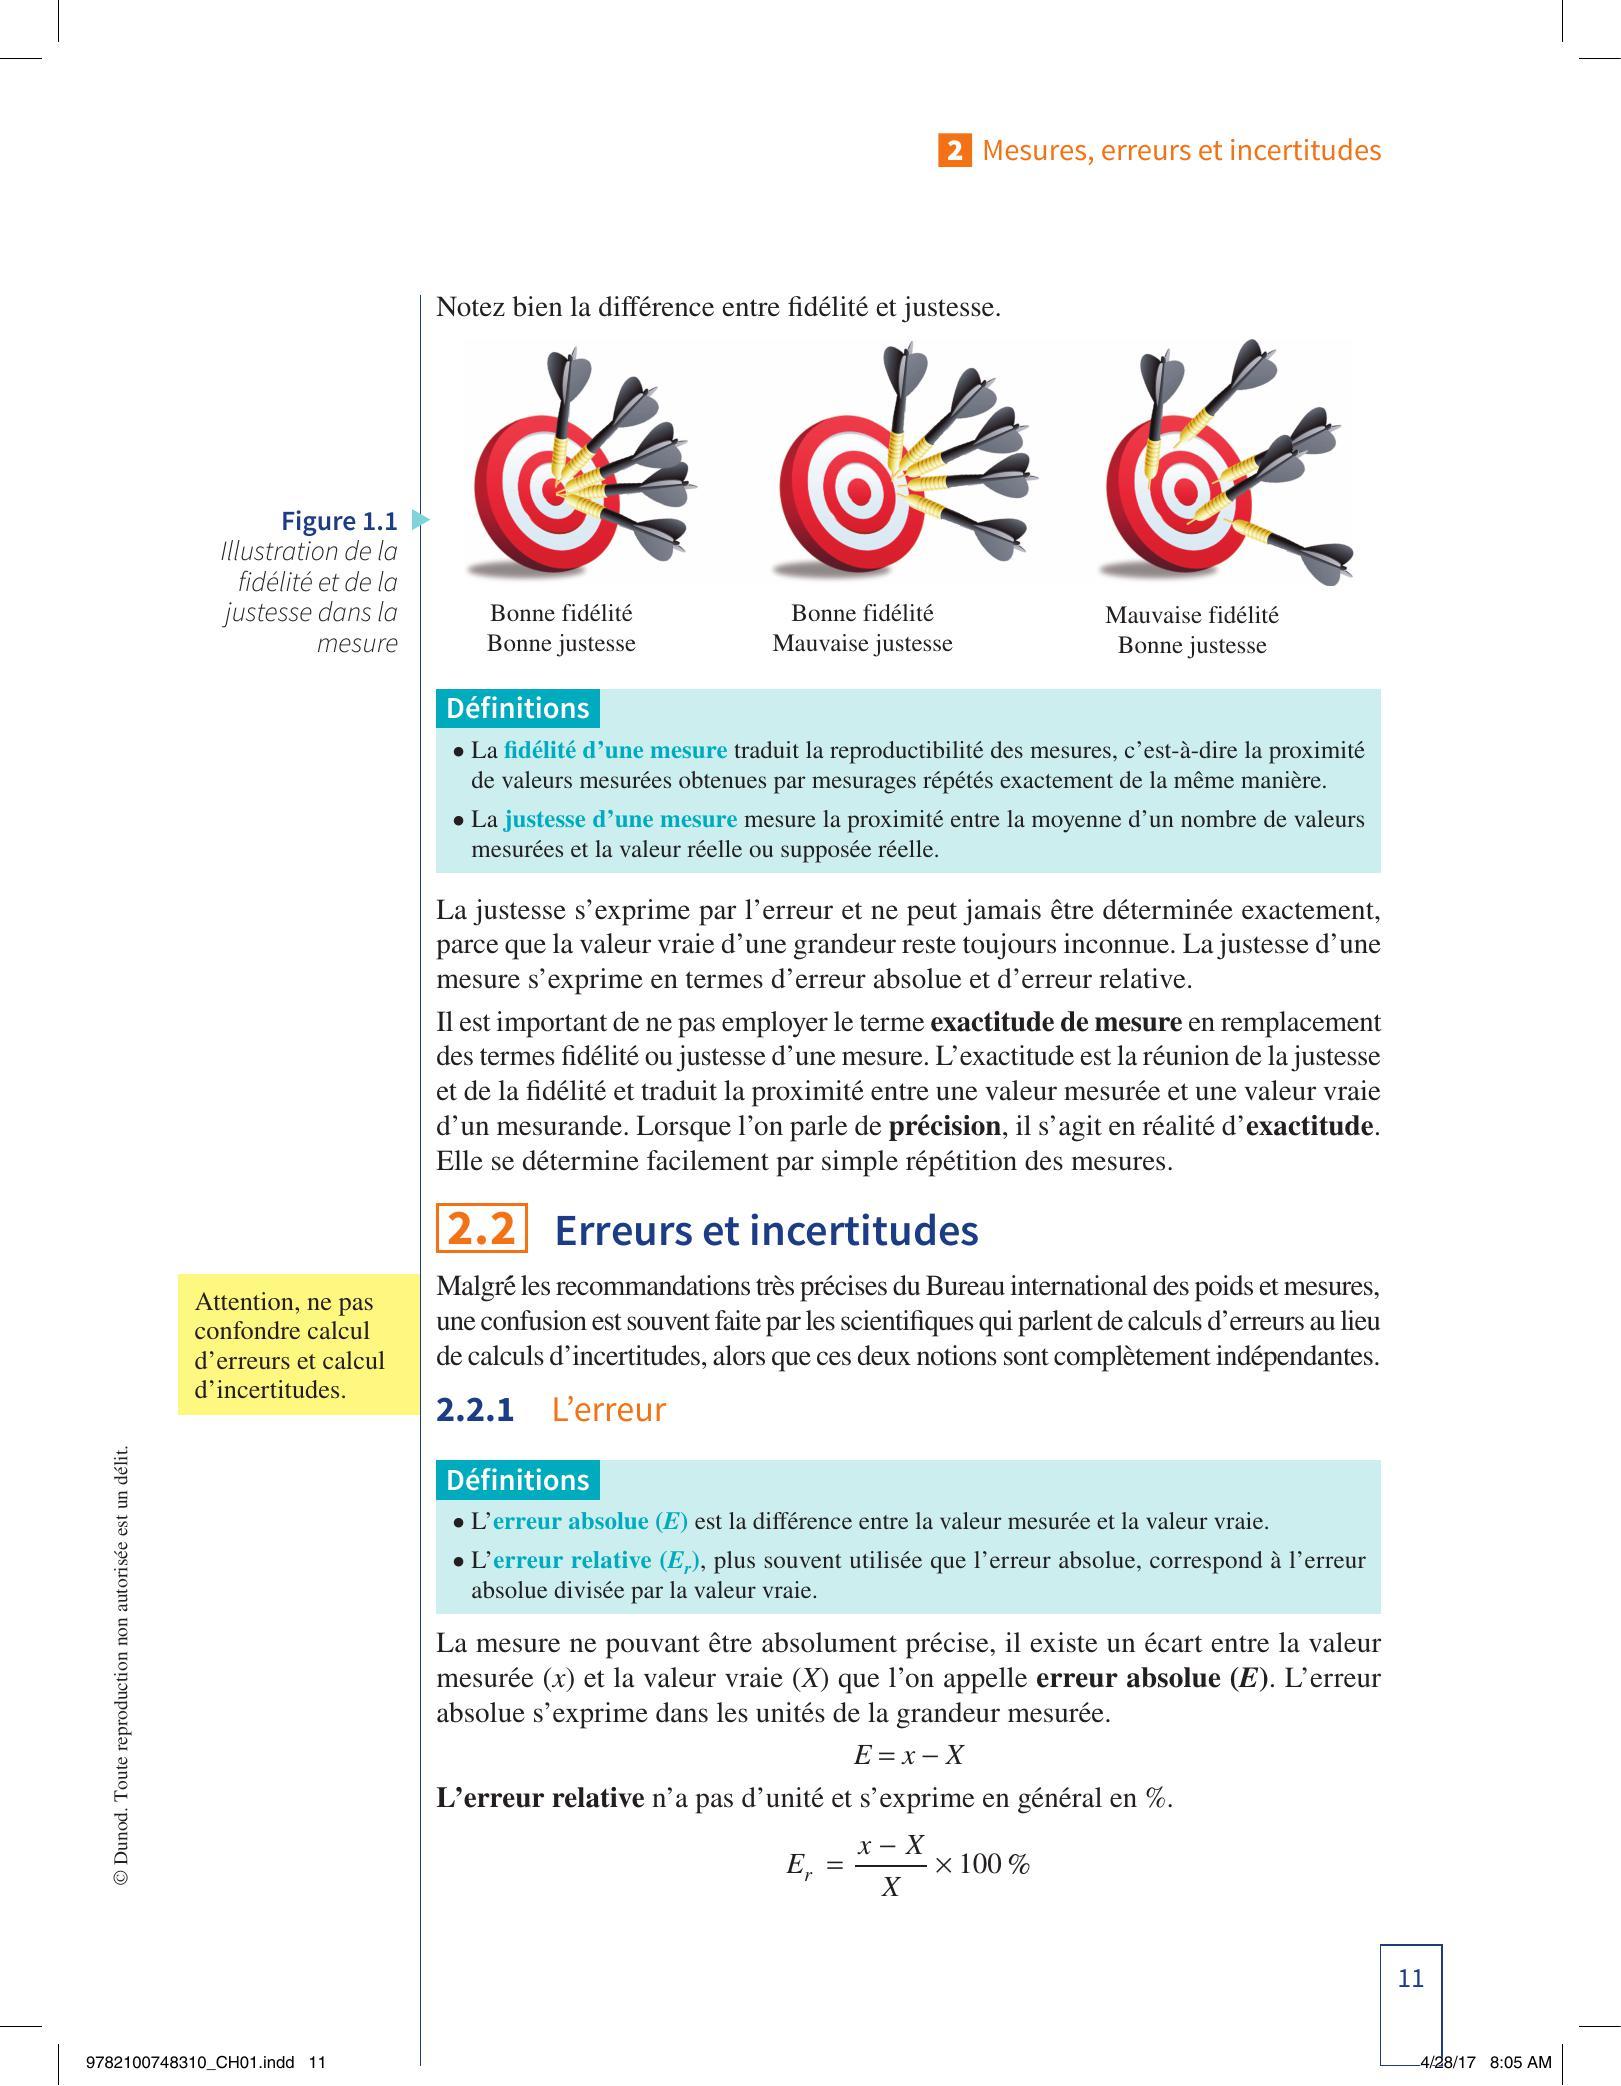 2 Mesures, erreurs et incertitudes
Notez bien la différence entre fidélité et justesse.
Figure 1.1
Illustration de la
fidélité et de la
justesse dans la
mesure
Bonne fidélité
Bonne justesse
Bonne fidélité
Mauvaise justesse
Mauvaise fidélité
Bonne justesse
Définitions
• La fidélité d’une mesure traduit la reproductibilité des mesures, c’est-à-dire la proximité
de valeurs mesurées obtenues par mesurages répétés exactement de la même manière.
• La justesse d’une mesure mesure la proximité entre la moyenne d’un nombre de valeurs
mesurées et la valeur réelle ou supposée réelle.
La justesse s’exprime par l’erreur et ne peut jamais être déterminée exactement,
parce que la valeur vraie d’une grandeur reste toujours inconnue. La justesse d’une
mesure s’exprime en termes d’erreur absolue et d’erreur relative.
Il est important de ne pas employer le terme exactitude de mesure en remplacement
des termes fidélité ou justesse d’une mesure. L’exactitude est la réunion de la justesse
et de la fidélité et traduit la proximité entre une valeur mesurée et une valeur vraie
d’un mesurande. Lorsque l’on parle de précision, il s’agit en réalité d’exactitude.
Elle se détermine facilement par simple répétition des mesures.
2.2 Erreurs et incertitudes
Malgré les recommandations très précises du Bureau international des poids et mesures,
une confusion est souvent faite par les scientifiques qui parlent de calculs d’erreurs au lieu
de calculs d’incertitudes, alors que ces deux notions sont complètement indépendantes.
Attention, ne pas
confondre calcul
d’erreurs et calcul
d’incertitudes.
2.2.1 L’erreur
Définitions
• L’erreur absolue (E) est la différence entre la valeur mesurée et la valeur vraie.
• L’erreur relative (Er), plus souvent utilisée que l’erreur absolue, correspond à l’erreur
absolue divisée par la valeur vraie.
La mesure ne pouvant être absolument précise, il existe un écart entre la valeur
mesurée (x) et la valeur vraie (X) que l’on appelle erreur absolue (E). L’erreur
absolue s’exprime dans les unités de la grandeur mesurée.
E = x – X
L’erreur relative n’a pas d’unité et s’exprime en général en %.
Er = (x – X) / X × 100 %
© Dunod. Toute reproduction non autorisée est un délit.
11
9782100748310_CH01.indd 11
4/28/17 8:05 AM